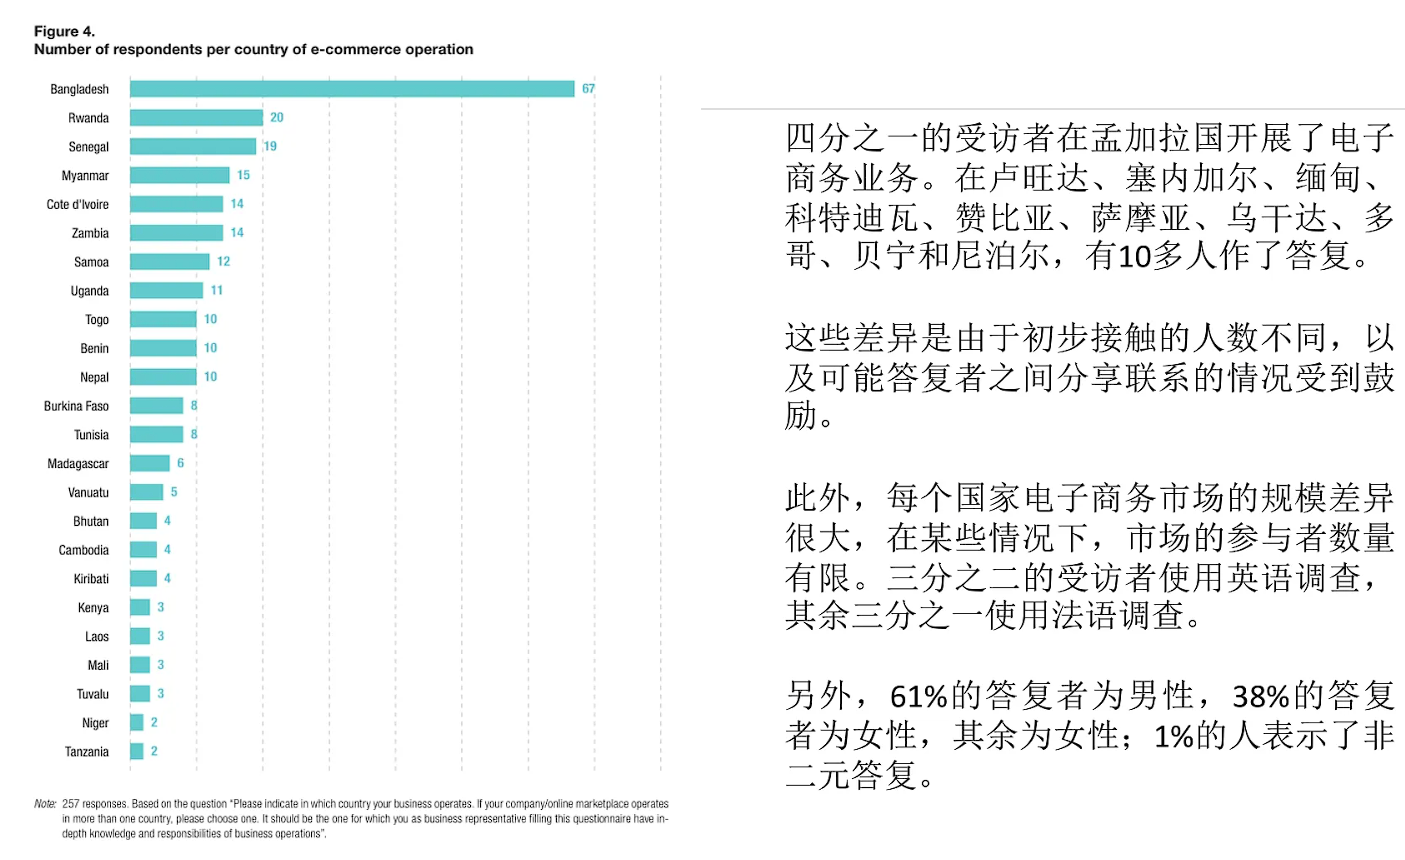 Figure 4.
Number of respondents per country of e-commerce operation
Bangladesh 67
Rwanda 20
Senegal 19
Myanmar 15
Cote d'Ivoire 14
Zambia 14
Samoa 12
Uganda 11
Togo 10
Benin 10
Nepal 10
Burkina Faso 8
Tunisia 8
Madagascar 6
Vanuatu 5
Bhutan 4
Cambodia 4
Kiribati 4
Kenya 3
Laos 3
Mali 3
Tuvalu 3
Niger 2
Tanzania 2
Note: 257 responses. Based on the question “Please indicate in which country your business operates. If your company/online marketplace operates
in more than one country, please choose one. It should be the one for which you as business representative filling this questionnaire have in-
depth knowledge and responsibilities of business operations”.
四分之一的受访者在孟加拉国开展了电子
商务业务。在卢旺达、塞内加尔、缅甸、
科特迪瓦、赞比亚、萨摩亚、乌干达、多
哥、贝宁和尼泊尔，有10多人作了答复。
这些差异是由于初步接触的人数不同，以
及可能答复者之间分享联系的情况受到鼓
励。
此外，每个国家电子商务市场的规模差异
很大，在某些情况下，市场的参与者数量
有限。三分之二的受访者使用英语调查，
其余三分之一使用法语调查。
另外，61%的答复者为男性，38%的答复
者为女性，其余为女性；1%的人表示了非
二元答复。